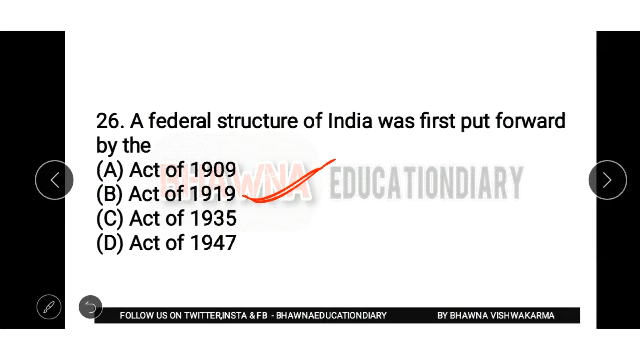 26. A federal structure of India was first put forward
by the
(A) Act of 1909
(B) Act of 1919
(C) Act of 1935
(D) Act of 1947
BHAWNA EDUCATIONDIARY
FOLLOW US ON TWITTER,INSTA & FB - BHAWNAEDUCATIONDIARY BY BHAWNA VISHWAKARMA